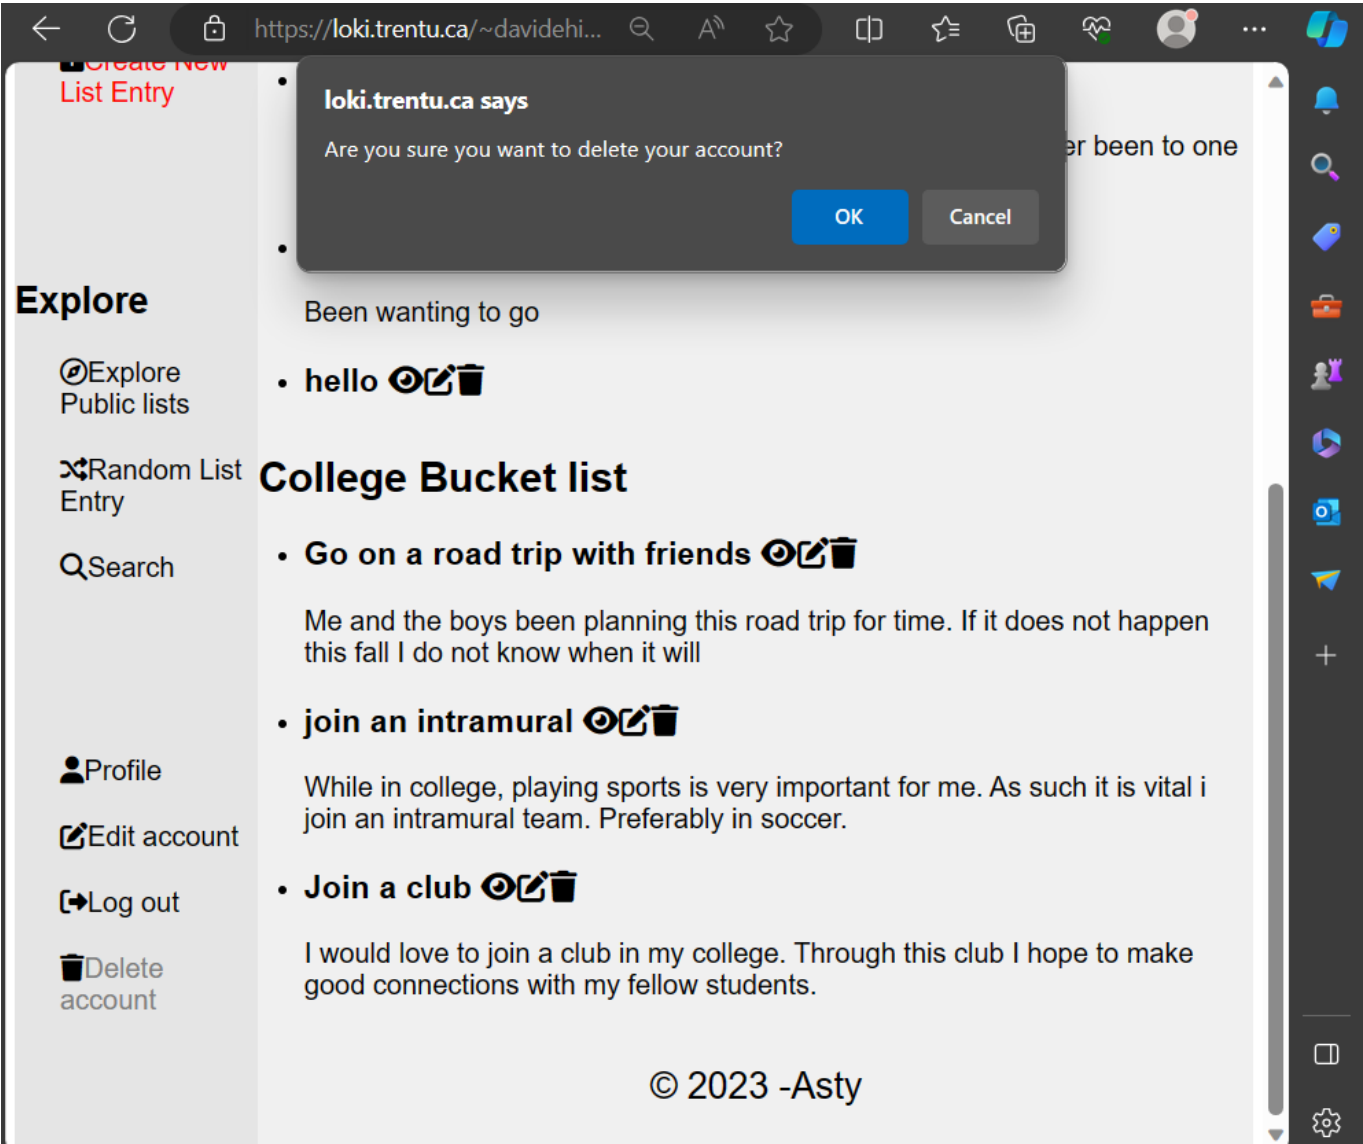 https://loki.trentu.ca/~davidehi...
Create New
List Entry
loki.trentu.ca says
Are you sure you want to delete your account?
OK
Cancel
been to one
Explore
Explore
Public lists
Random List
Entry
Search
Profile
Edit account
Log out
Delete
account
Been wanting to go
hello
College Bucket list
Go on a road trip with friends
Me and the boys been planning this road trip for time. If it does not happen
this fall I do not know when it will
join an intramural
While in college, playing sports is very important for me. As such it is vital i
join an intramural team. Preferably in soccer.
Join a club
I would love to join a club in my college. Through this club I hope to make
good connections with my fellow students.
© 2023 -Asty